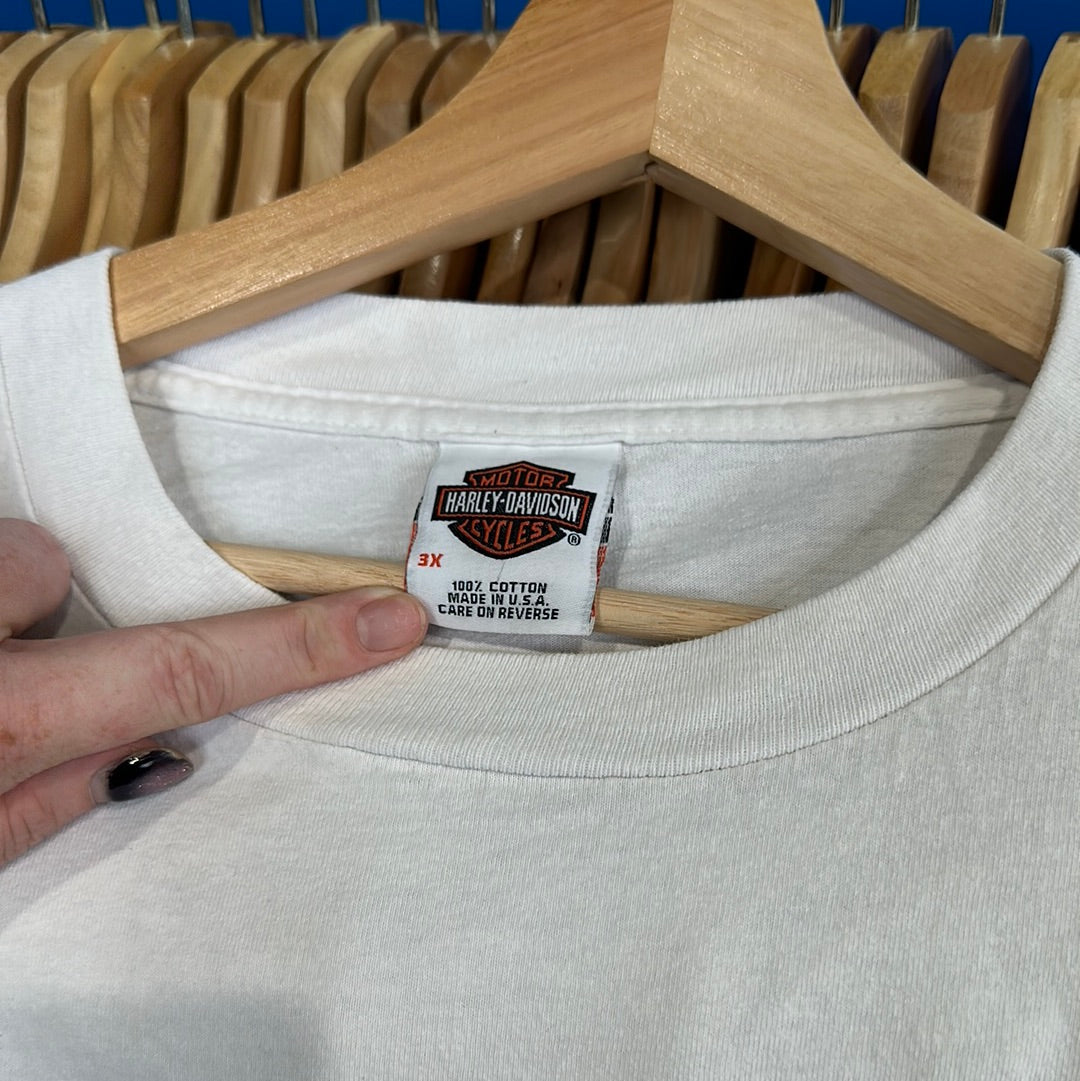 MOTOR
HARLEY-DAVIDSON
CYCLES
®
3X
100% COTTON
MADE IN U.S.A.
CARE ON REVERSE